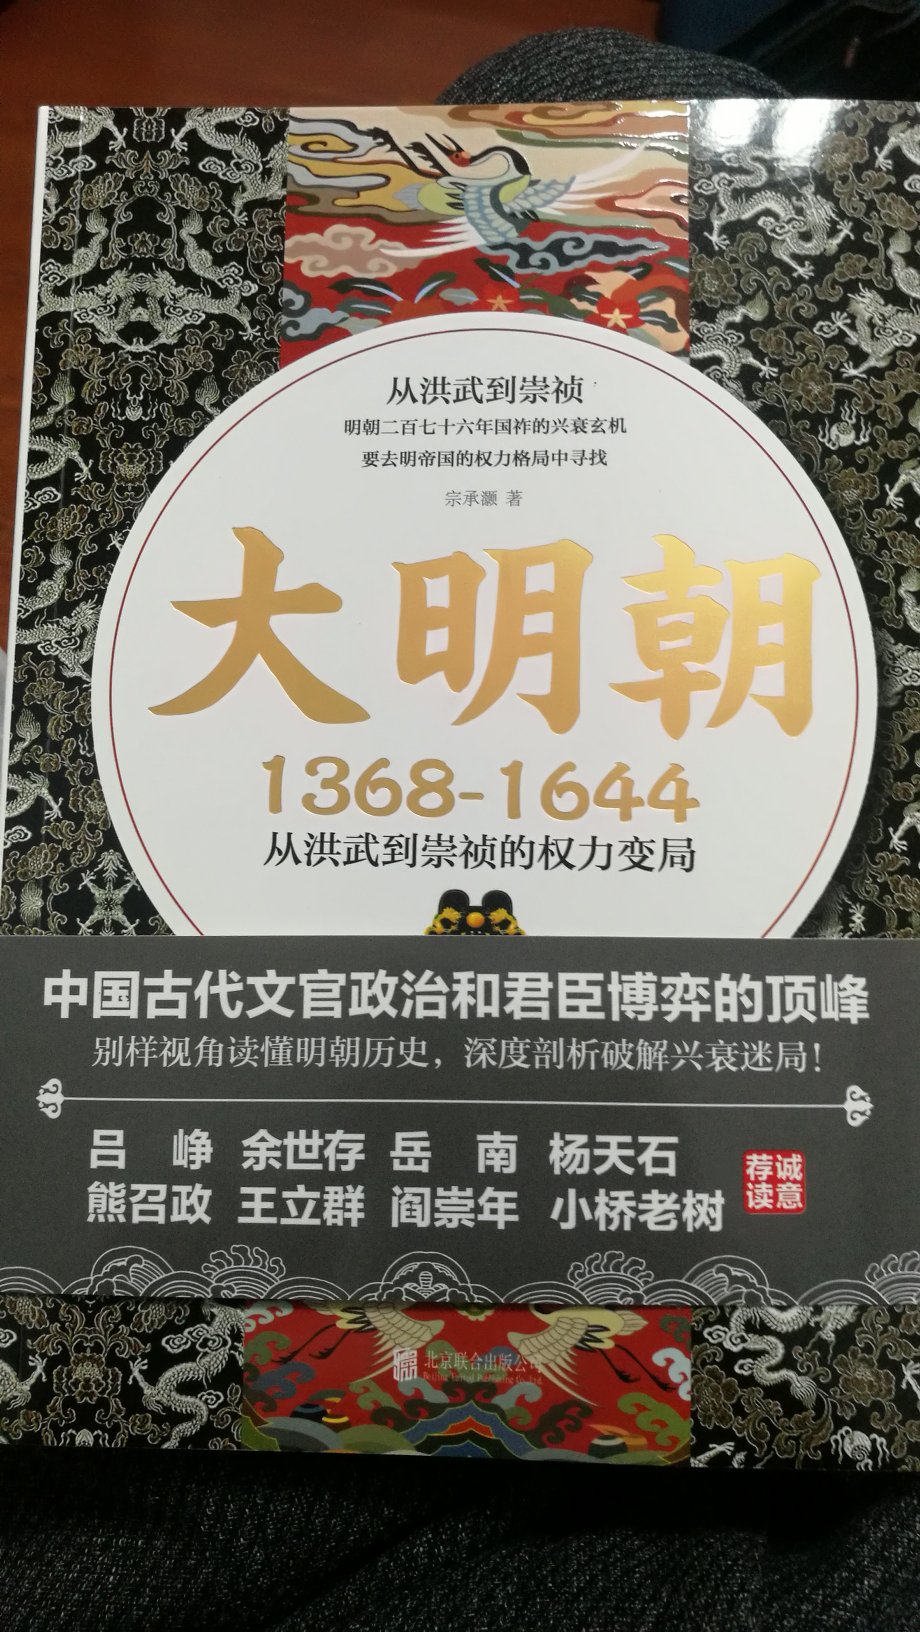 从洪武到崇祯
明朝二百七十六年国祚的兴衰玄机
要去明帝国的权力格局中寻找
宗承灏 著
大明朝
1368-1644
从洪武到崇祯的权力变局
中国古代文官政治和君臣博弈的顶峰
别样视角读懂明朝历史，深度剖析破解兴衰迷局！
吕 峥 余世存 岳 南 杨天石
熊召政 王立群 阎崇年 小桥老树
诚意荐读
北京联合出版公司
Beijing United Publishing Co.,Ltd.